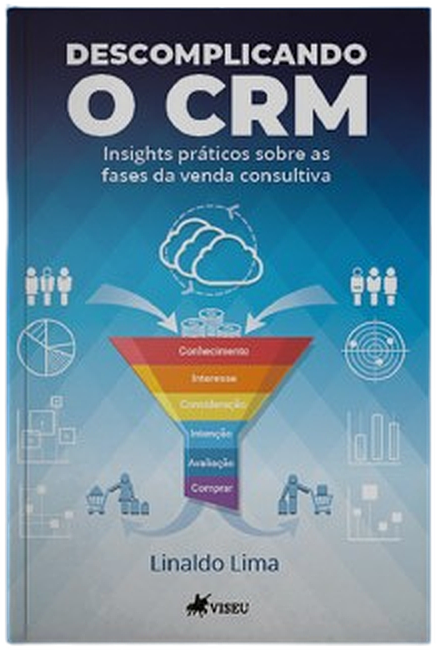 DESCOMPLICANDO
O CRM
Insights práticos sobre as
fases da venda consultiva
Conhecimento
Interesse
Consideração
Intenção
Avaliação
Comprar
Linaldo Lima
VISEU